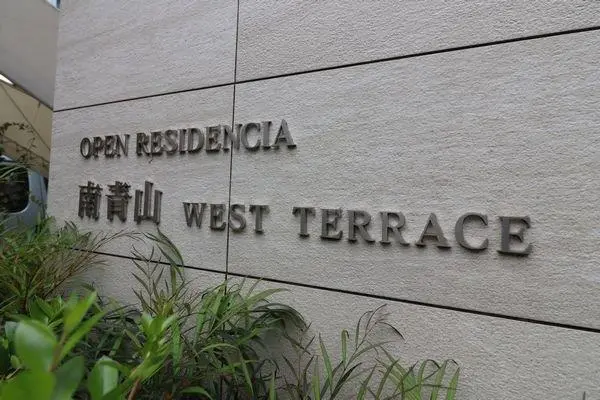 OPEN RESIDENCIA
南青山 WEST TERRACE